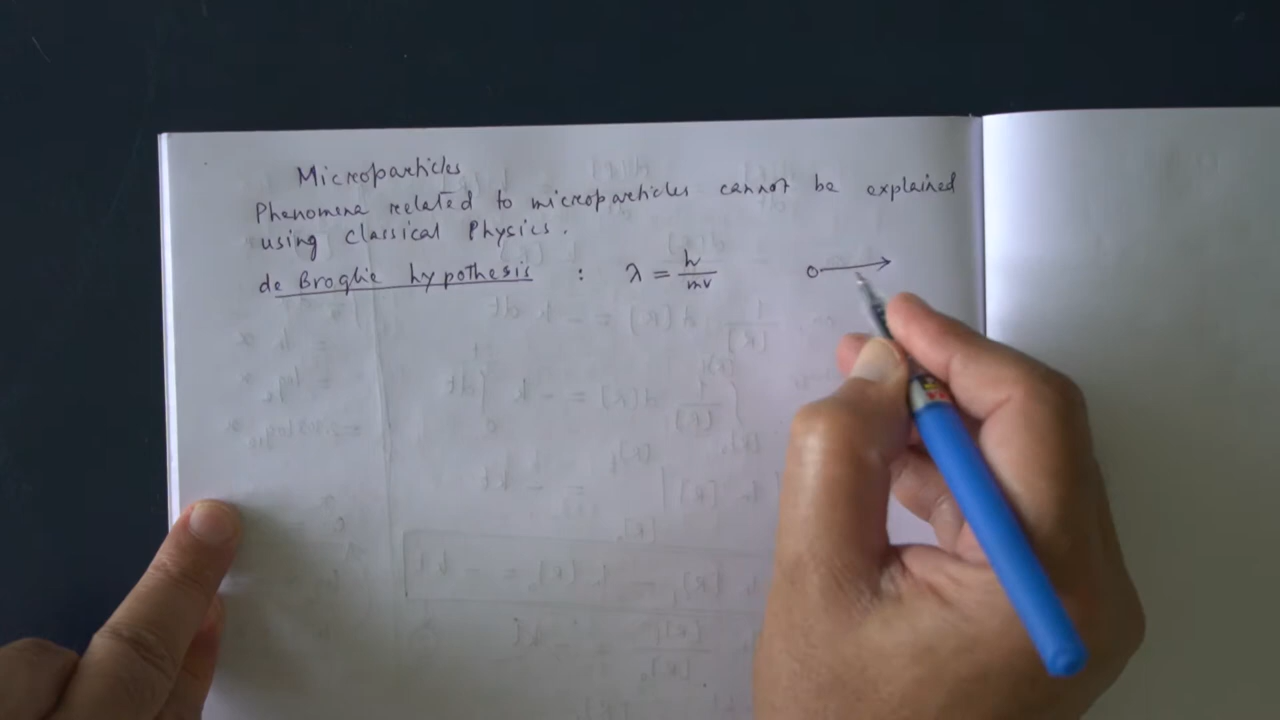 Microparticles
Phenomena related to microparticles cannot be explained
using Classical Physics.
de Broglie hypothesis : λ = h/mv